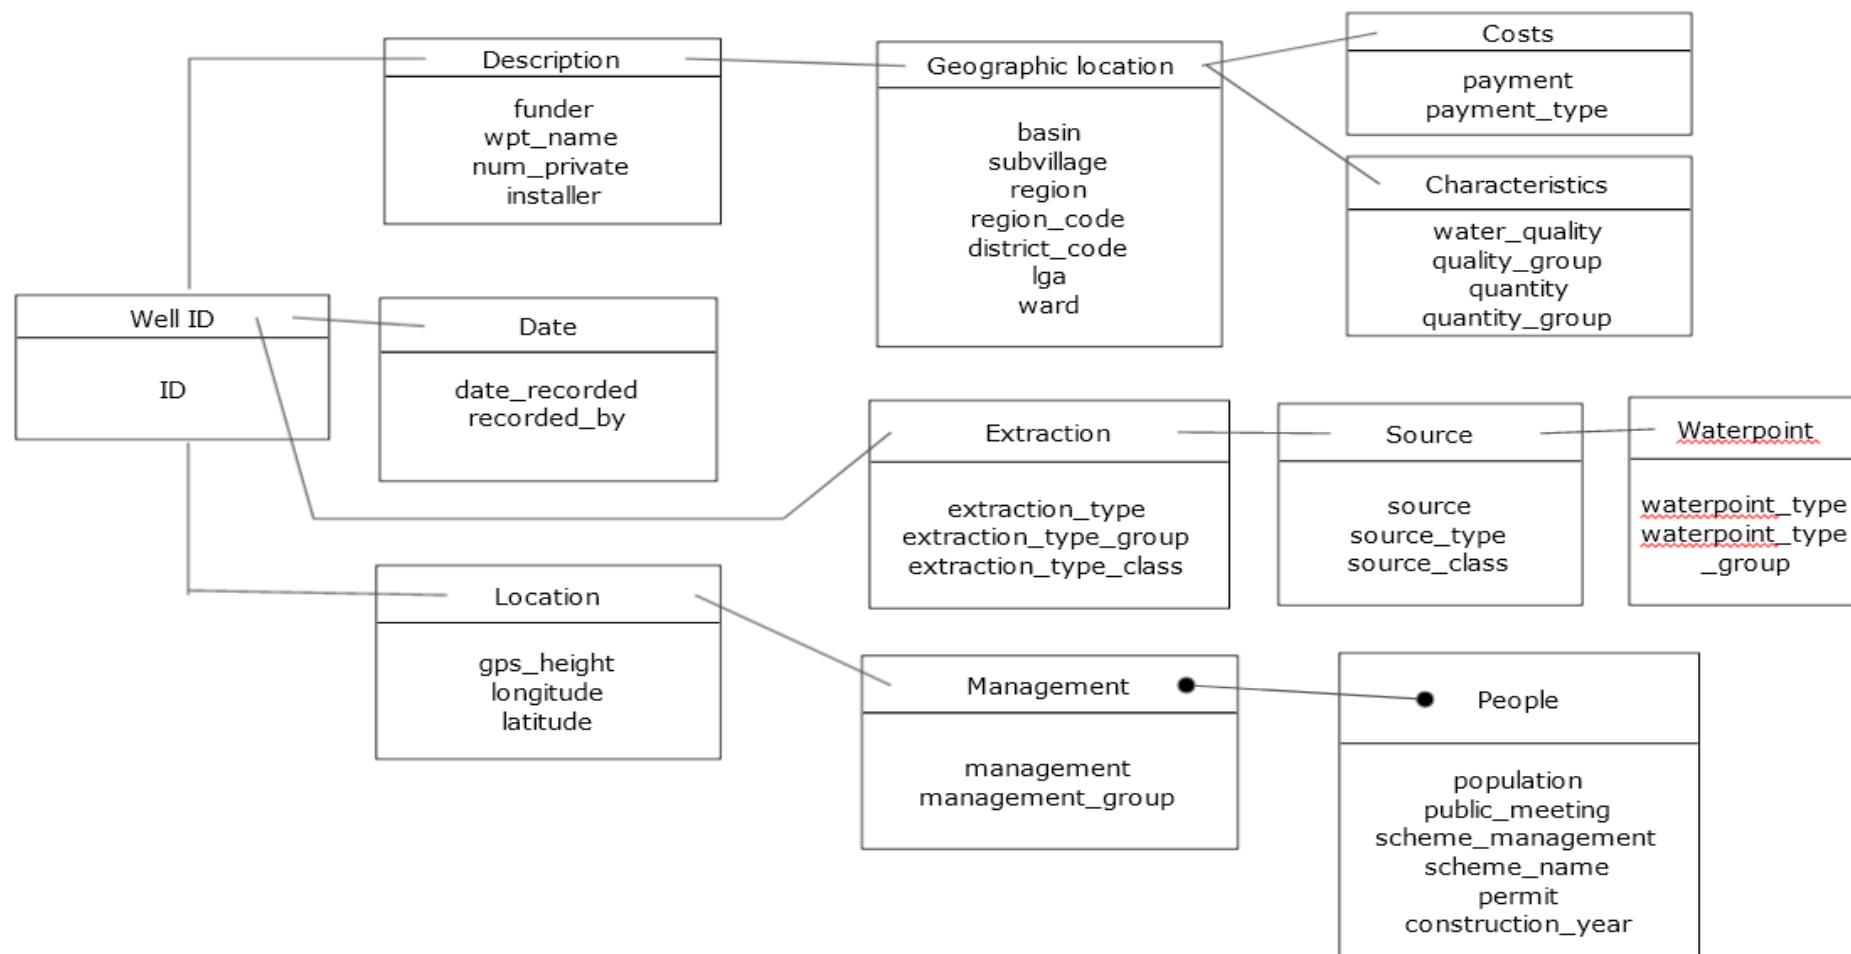 Description
funder
wpt_name
num_private
installer
Geographic location
basin
subvillage
region
region_code
district_code
lga
ward
Costs
payment
payment_type
Characteristics
water_quality
quality_group
quantity
quantity_group
Well ID
ID
Date
date_recorded
recorded_by
Extraction
extraction_type
extraction_type_group
extraction_type_class
Source
source
source_type
source_class
Waterpoint
waterpoint_type
waterpoint_type
_group
Location
gps_height
longitude
latitude
Management
management
management_group
People
population
public_meeting
scheme_management
scheme_name
permit
construction_year